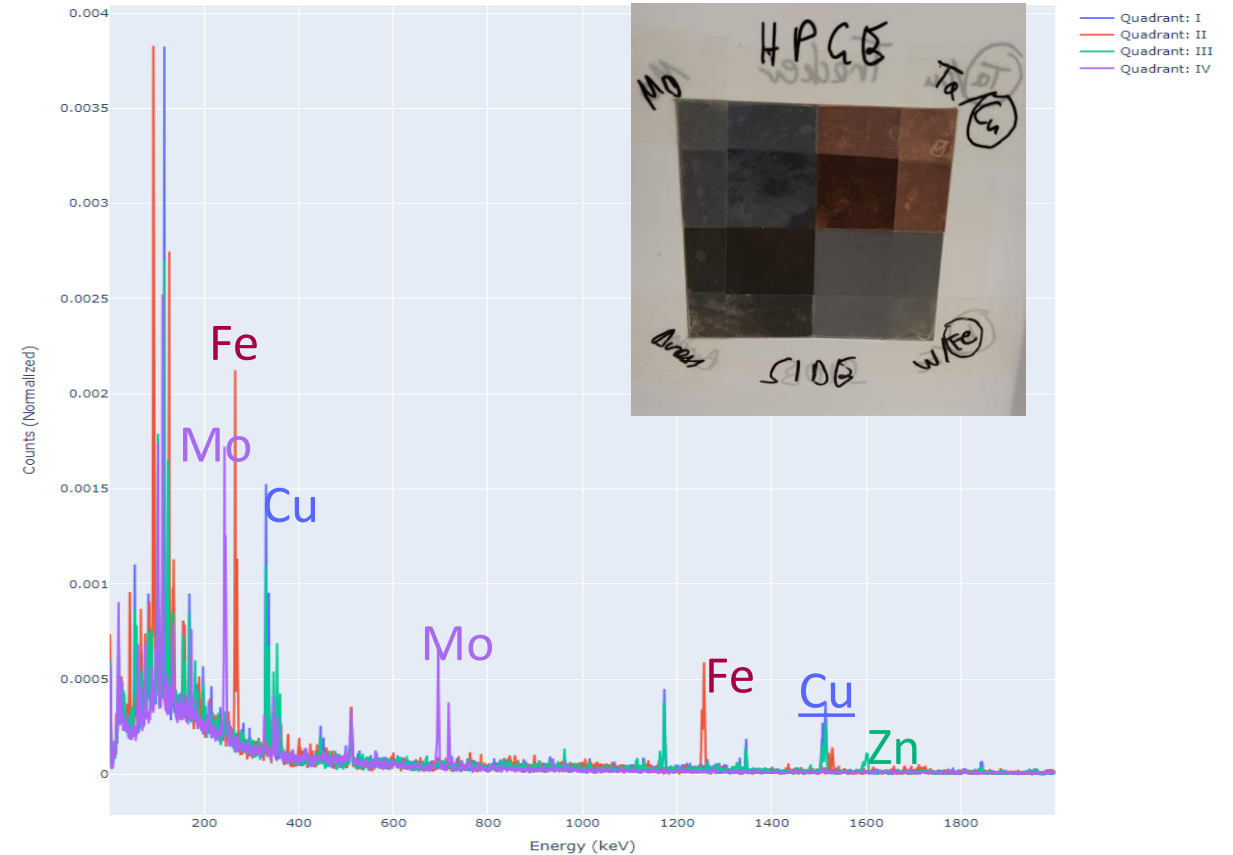 0.004
0.0035
0.003
0.0025
0.002
0.0015
0.001
0.0005
0
Counts (Normalized)
200 400 600 800 1000 1200 1400 1600 1800
Energy (keV)
Quadrant: I
Quadrant: II
Quadrant: III
Quadrant: IV
Fe
Mo
Cu
Mo
Fe
Cu
Zn
HPGE
Mo
Ta/Cu
Brass
W/Fe
SIDE